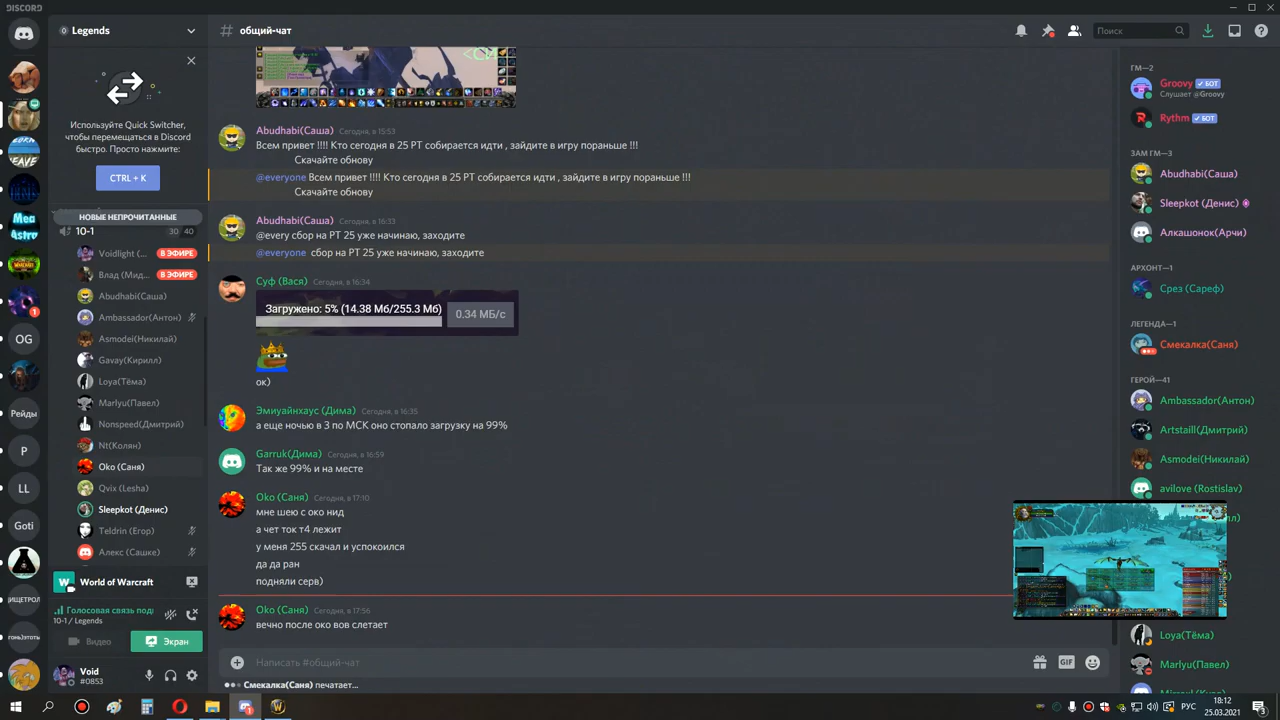 DISCORD
Legends
Используйте Quick Switcher,
чтобы перемещаться в Discord
быстро. Просто нажмите:
CTRL + K
НОВЫЕ НЕПРОЧИТАННЫЕ
10-1
30 40
Voidlight (...
В ЭФИРЕ
Влад (Мид...
В ЭФИРЕ
Abudhabi(Саша)
Ambassador(Антон)
Asmodei(Никилай)
Gavay(Кирилл)
Loya(Тёма)
Marlyu(Павел)
Nonspeed(Дмитрий)
Nt(Колян)
Oko (Саня)
Qvix (Lesha)
Sleepkot (Денис)
Teldrin (Егор)
Алекс (Сашке)
World of Warcraft
Голосовая связь подı
10-1 / Legends
Видео
Экран
Void
#0853
1
OG
Рейды
P
LL
Goti
# общий-чат
Поиск
Abudhabi(Саша) Сегодня, в 15:53
Всем привет !!!! Кто сегодня в 25 РТ собирается идти , зайдите в игру пораньше !!!
Скачайте обнову
@everyone Всем привет !!!! Кто сегодня в 25 РТ собирается идти , зайдите в игру пораньше !!!
Скачайте обнову
Abudhabi(Саша) Сегодня, в 16:33
@every сбор на РТ 25 уже начинаю, заходите
@everyone сбор на РТ 25 уже начинаю, заходите
Суф (Вася) Сегодня, в 16:34
Загружено: 5% (14.38 Мб/255.3 Мб)
0.34 МБ/с
ок)
Эмиуайнхаус (Дима) Сегодня, в 16:35
а еще ночью в 3 по МСК оно стопало загрузку на 99%
Garruk(Дима) Сегодня, в 16:59
Так же 99% и на месте
Oko (Саня) Сегодня, в 17:10
мне шею с око нид
а чет ток т4 лежит
у меня 255 скачал и успокоился
да да ран
подняли серв)
Oko (Саня) Сегодня, в 17:56
вечно после око вов слетает
Написать #общий-чат
GIF
Смекалка(Саня) печатает...
ГМ—2
Groovy
БОТ
Слушает @Groovy
Rythm
БОТ
ЗАМ ГМ—3
Abudhabi(Саша)
Sleepkot (Денис)
Алкашонок(Арчи)
АРХОНТ—1
Срез (Сареф)
ЛЕГЕНДА—1
Смекалка(Саня)
ГЕРОЙ—41
Ambassador(Антон)
Artstaill(Дмитрий)
Asmodei(Никилай)
avilove (Rostislav)
Loya(Тёма)
Marlyu(Павел)
РУС
18:12
25.03.2021